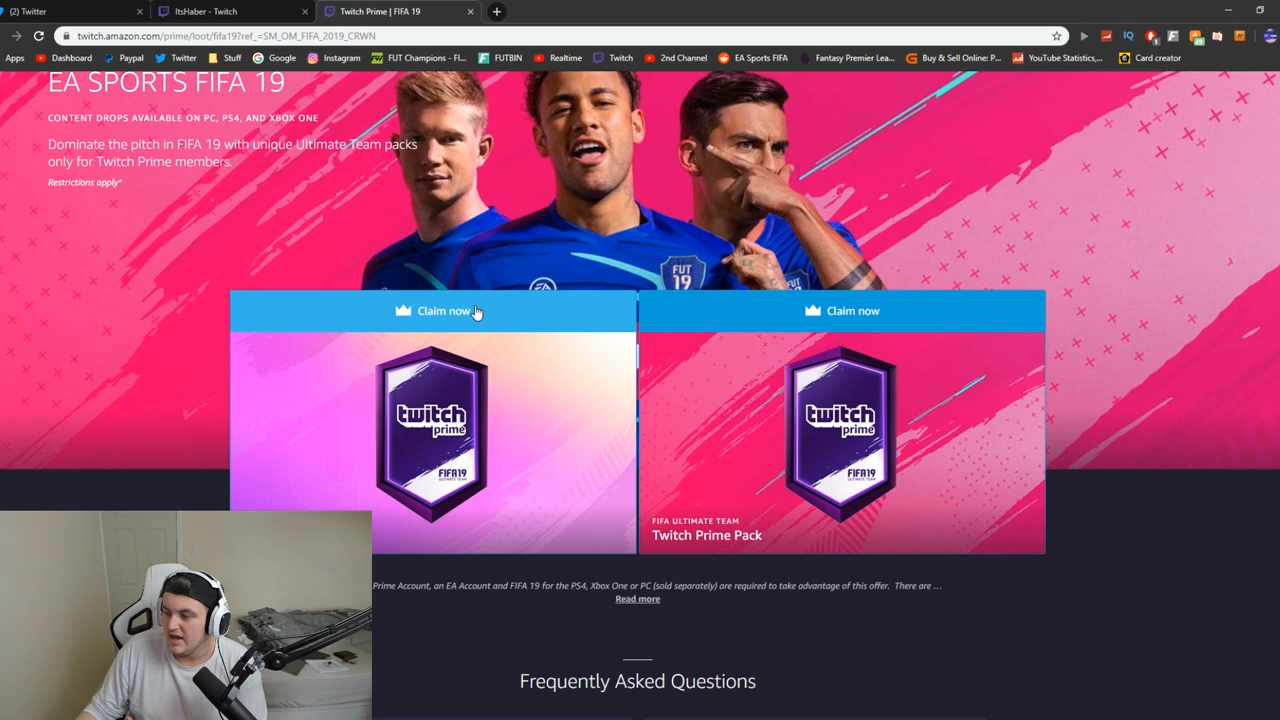 (2) Twitter
ItsHaber - Twitch
Twitch Prime | FIFA 19
twitch.amazon.com/prime/loot/fifa19?ref_=SM_OM_FIFA_2019_CRWN
Apps Dashboard Paypal Twitter Stuff Google Instagram FUT Champions - FI... FUTBIN Realtime Twitch 2nd Channel EA Sports FIFA Fantasy Premier Lea... Buy & Sell Online: P... YouTube Statistics,... Card creator
EA SPORTS FIFA 19
CONTENT DROPS AVAILABLE ON PC, PS4, AND XBOX ONE
Dominate the pitch in FIFA 19 with unique Ultimate Team packs
only for Twitch Prime members.
Restrictions apply*
FUT
19
FUT
Claim now
Claim now
twitch
prime
FIFA19
ULTIMATE TEAM
twitch
prime
FIFA19
ULTIMATE TEAM
FIFA ULTIMATE TEAM
Twitch Prime Pack
Prime Account, an EA Account and FIFA 19 for the PS4, Xbox One or PC (sold separately) are required to take advantage of this offer. There are ...
Read more
Frequently Asked Questions